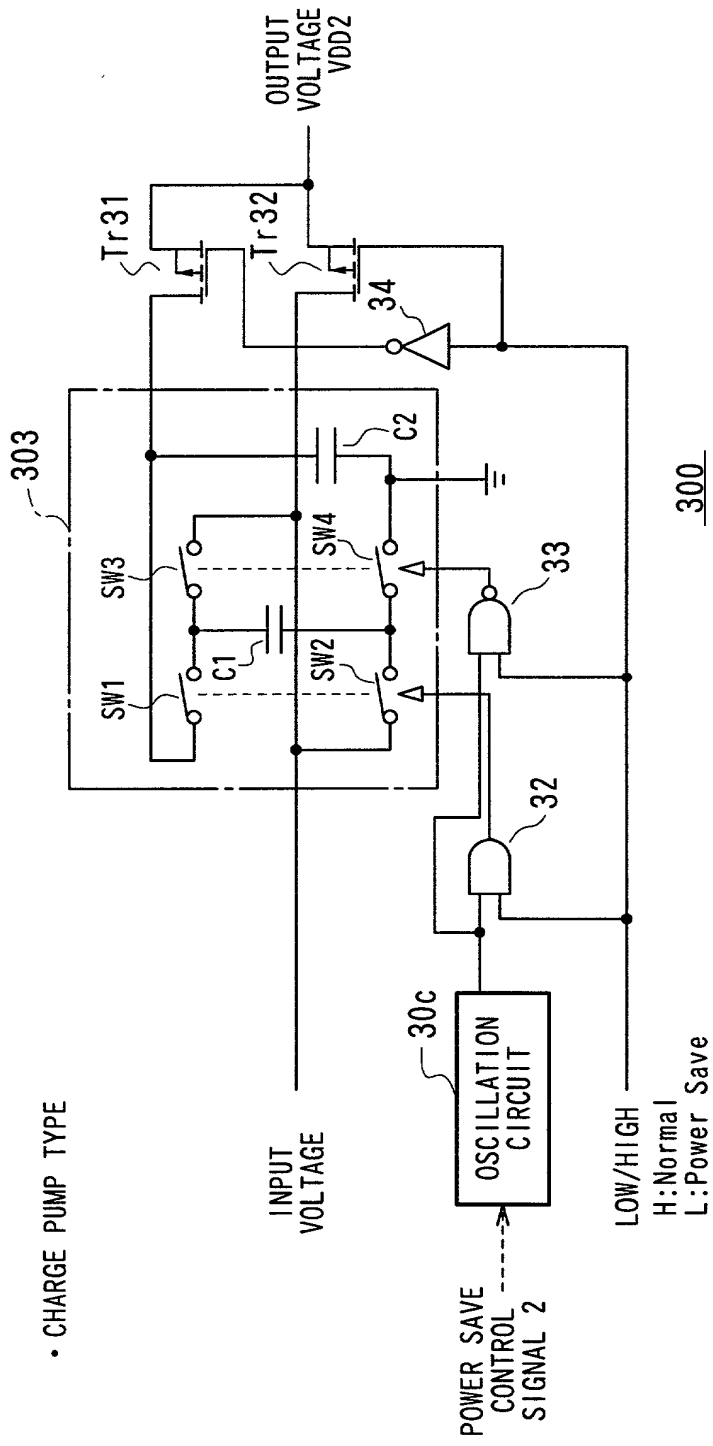 • CHARGE PUMP TYPE
303
SW1
SW3
C1
C2
SW2
SW4
Tr31
Tr32
34
OUTPUT
VOLTAGE
VDD2
INPUT
VOLTAGE
30c
OSCILLATION
CIRCUIT
32
33
POWER SAVE
CONTROL
SIGNAL 2
LOW/HIGH
H:Normal
L:Power Save
300